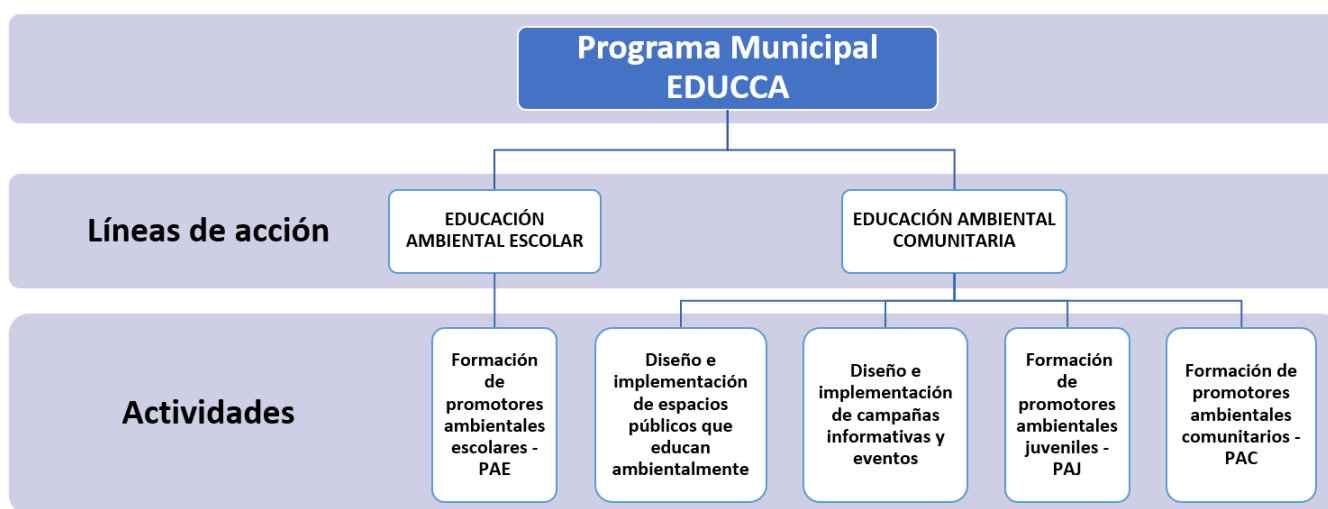 Programa Municipal
EDUCCA
Líneas de acción
EDUCACIÓN
AMBIENTAL ESCOLAR
EDUCACIÓN AMBIENTAL
COMUNITARIA
Actividades
Formación
de
promotores
ambientales
escolares -
PAE
Diseño e
implementación
de espacios
públicos que
educan
ambientalmente
Diseño e
implementación
de campañas
informativas y
eventos
Formación
de
promotores
ambientales
juveniles -
PAJ
Formación de
promotores
ambientales
comunitarios -
PAC